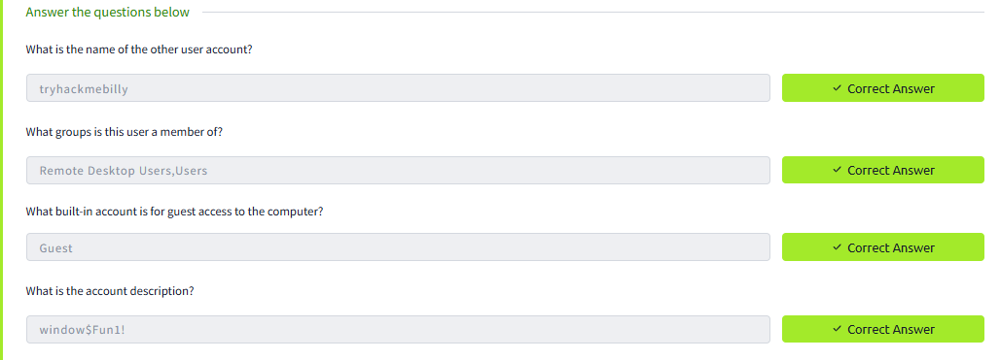 Answer the questions below
What is the name of the other user account?
tryhackmebilly
✓ Correct Answer
What groups is this user a member of?
Remote Desktop Users,Users
✓ Correct Answer
What built-in account is for guest access to the computer?
Guest
✓ Correct Answer
What is the account description?
window$Fun1!
✓ Correct Answer